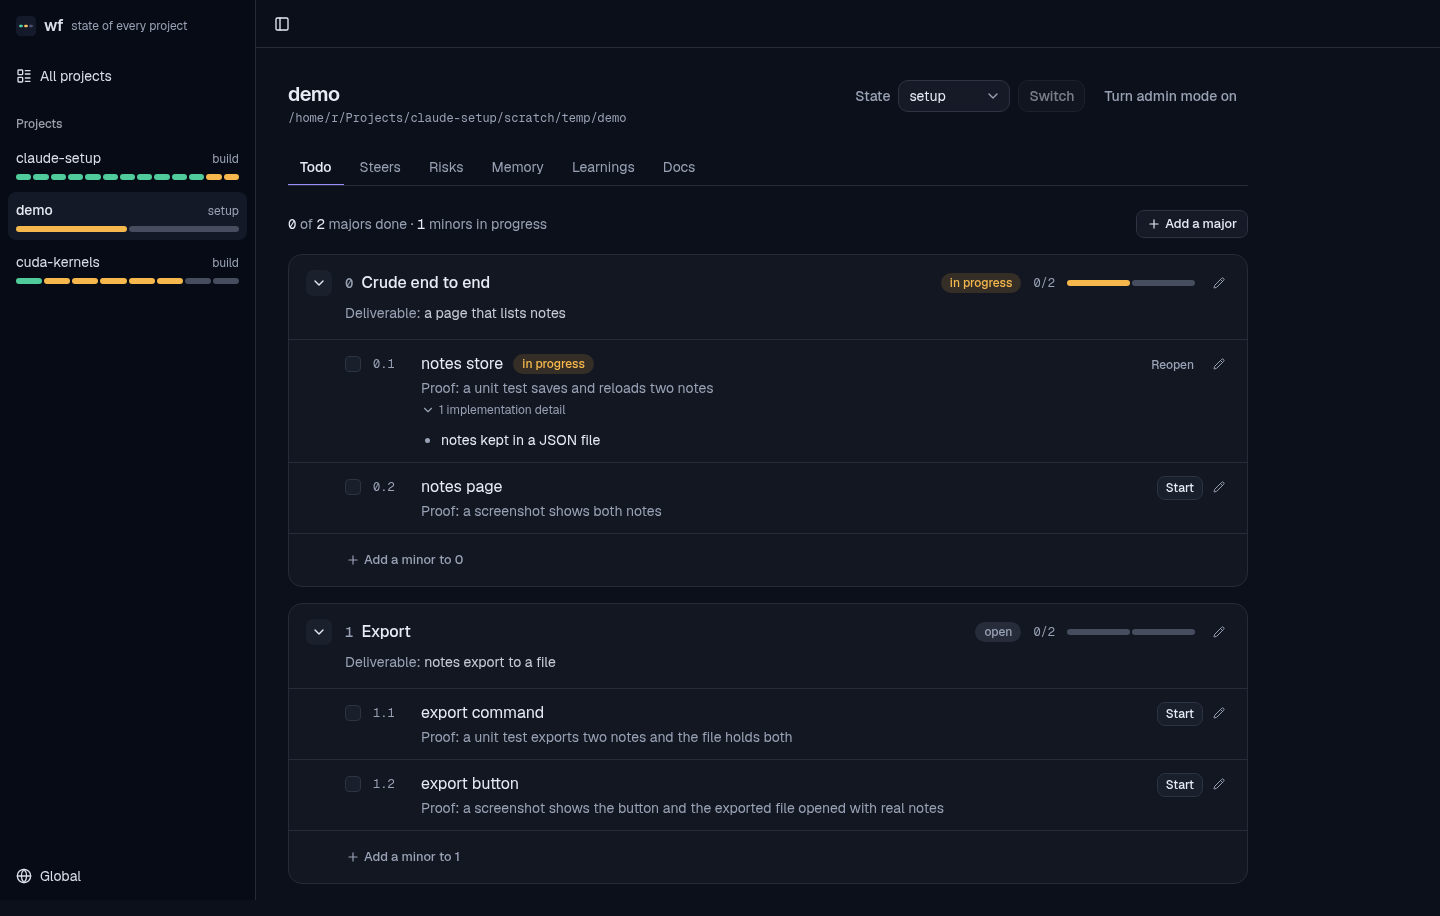 wf state of every project
All projects
Projects
claude-setup build
demo setup
cuda-kernels build
Global
demo
/home/r/Projects/claude-setup/scratch/temp/demo
State setup Switch Turn admin mode on
Todo Steers Risks Memory Learnings Docs
0 of 2 majors done · 1 minors in progress
Add a major
0 Crude end to end in progress 0/2
Deliverable: a page that lists notes
0.1 notes store in progress Reopen
Proof: a unit test saves and reloads two notes
1 implementation detail
• notes kept in a JSON file
0.2 notes page Start
Proof: a screenshot shows both notes
Add a minor to 0
1 Export open 0/2
Deliverable: notes export to a file
1.1 export command Start
Proof: a unit test exports two notes and the file holds both
1.2 export button Start
Proof: a screenshot shows the button and the exported file opened with real notes
Add a minor to 1